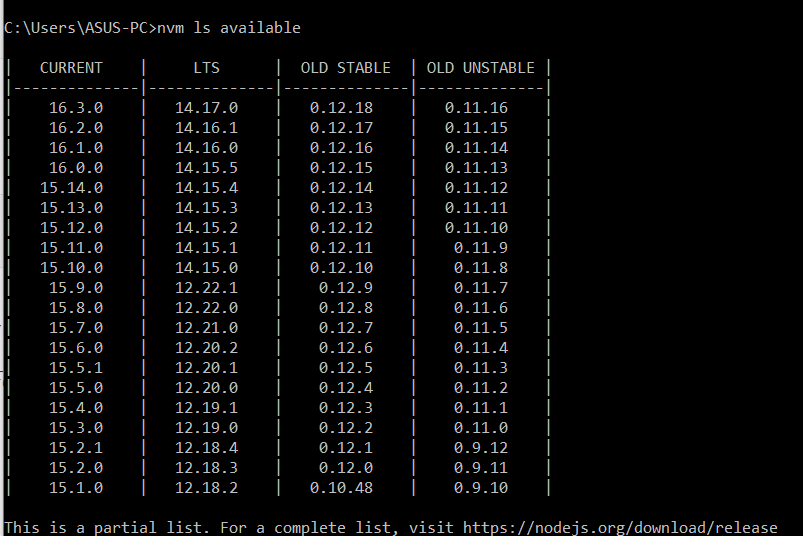 C:\Users\ASUS-PC>nvm ls available
|   CURRENT    |     LTS      |  OLD STABLE  | OLD UNSTABLE |
|--------------|--------------|--------------|--------------|
|    16.3.0    |   14.17.0    |   0.12.18    |   0.11.16    |
|    16.2.0    |   14.16.1    |   0.12.17    |   0.11.15    |
|    16.1.0    |   14.16.0    |   0.12.16    |   0.11.14    |
|    16.0.0    |   14.15.5    |   0.12.15    |   0.11.13    |
|   15.14.0    |   14.15.4    |   0.12.14    |   0.11.12    |
|   15.13.0    |   14.15.3    |   0.12.13    |   0.11.11    |
|   15.12.0    |   14.15.2    |   0.12.12    |   0.11.10    |
|   15.11.0    |   14.15.1    |   0.12.11    |    0.11.9    |
|   15.10.0    |   14.15.0    |   0.12.10    |    0.11.8    |
|    15.9.0    |   12.22.1    |    0.12.9    |    0.11.7    |
|    15.8.0    |   12.22.0    |    0.12.8    |    0.11.6    |
|    15.7.0    |   12.21.0    |    0.12.7    |    0.11.5    |
|    15.6.0    |   12.20.2    |    0.12.6    |    0.11.4    |
|    15.5.1    |   12.20.1    |    0.12.5    |    0.11.3    |
|    15.5.0    |   12.20.0    |    0.12.4    |    0.11.2    |
|    15.4.0    |   12.19.1    |    0.12.3    |    0.11.1    |
|    15.3.0    |   12.19.0    |    0.12.2    |    0.11.0    |
|    15.2.1    |   12.18.4    |    0.12.1    |    0.9.12    |
|    15.2.0    |   12.18.3    |    0.12.0    |    0.9.11    |
|    15.1.0    |   12.18.2    |   0.10.48    |    0.9.10    |
This is a partial list. For a complete list, visit https://nodejs.org/download/release